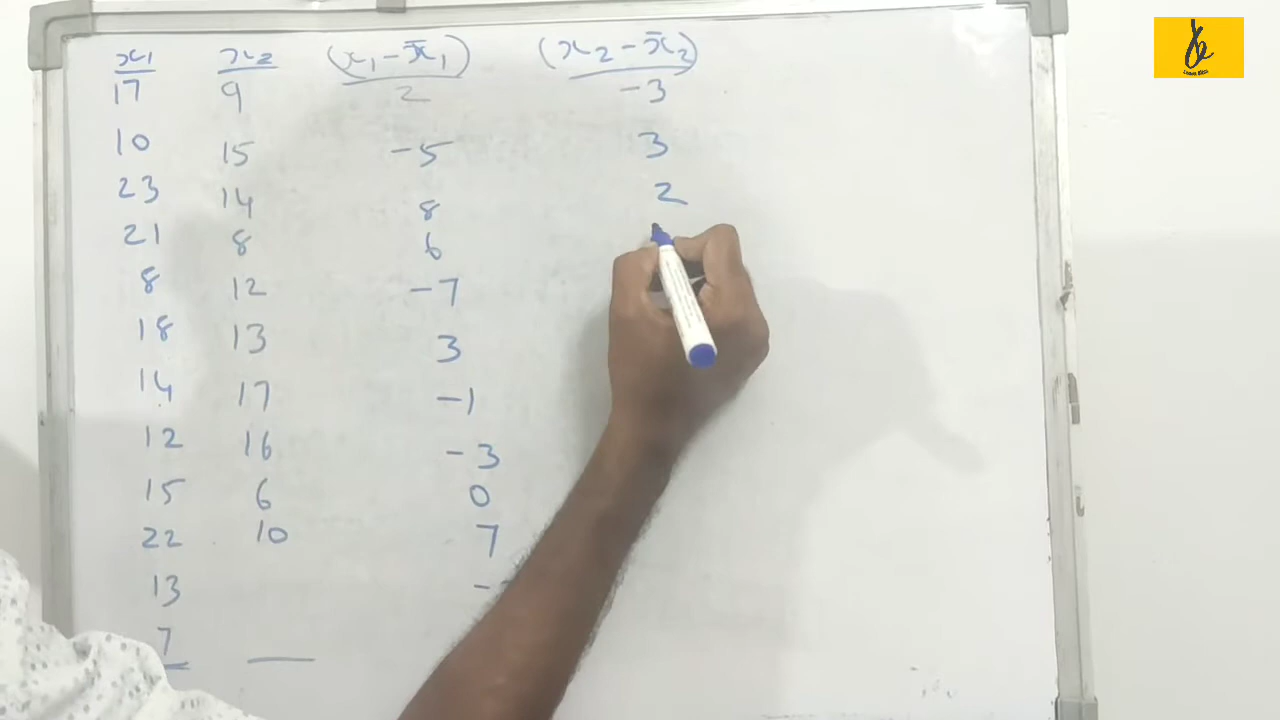 x₁ x₂ (x₁ - x̄₁) (x₂ - x̄₂)
17 9 2 -3
10 15 -5 3
23 14 8 2
21 8 6
8 12 -7
18 13 3
14 17 -1
12 16 -3
15 6 0
22 10 7
13 -
7